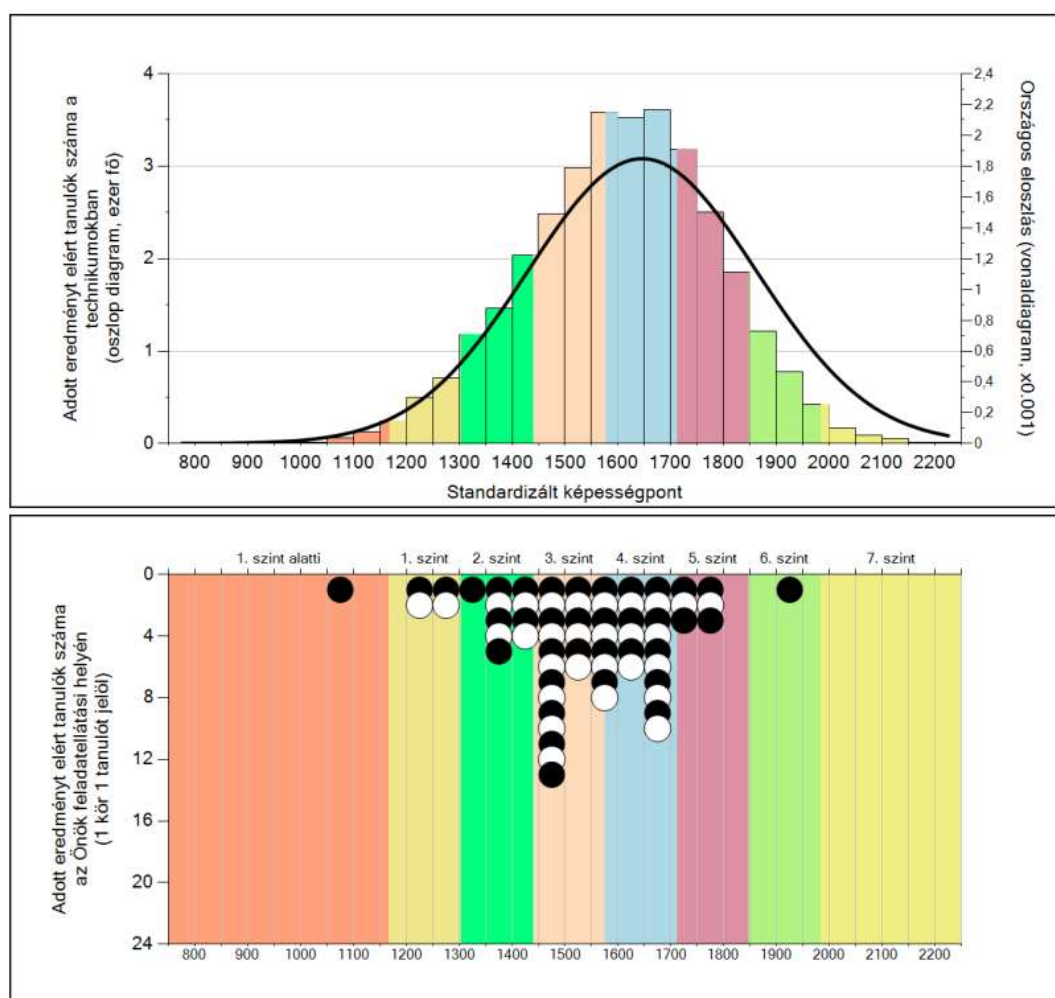 Adott eredményt elért tanulók száma a
technikumokban
(oszlop diagram, ezer fő)
4
3
2
1
0
2,4
2,2
2
1,8
1,6
1,4
1,2
1
0,8
0,6
0,4
0,2
0
Országos eloszlás (vonaldiagram, x0.001)
800 900 1000 1100 1200 1300 1400 1500 1600 1700 1800 1900 2000 2100 2200
Standardizált képességpont
1. szint alatti 1. szint 2. szint 3. szint 4. szint 5. szint 6. szint 7. szint
Adott eredményt elért tanulók száma
az Önök feladatellátási helyén
(1 kör 1 tanulót jelöl)
0
4
8
12
16
20
24
800 900 1000 1100 1200 1300 1400 1500 1600 1700 1800 1900 2000 2100 2200